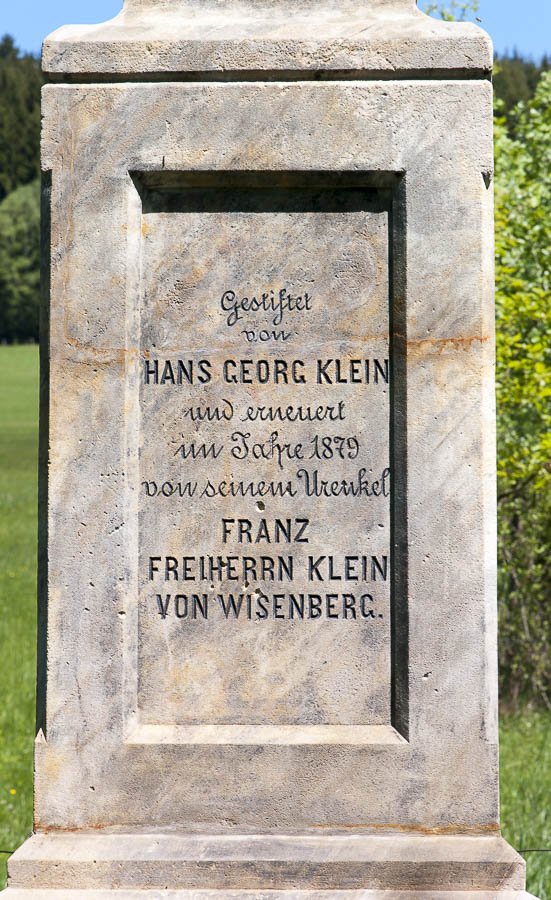 Gestiftet
von
HANS GEORG KLEIN
und erneuert
im Jahre 1879
von seinem Urenkel
FRANZ
FREIHERRN KLEIN
VON WISENBERG.